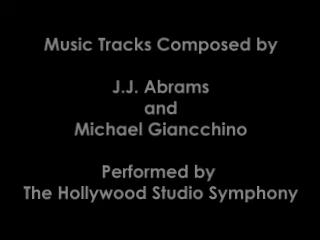 Music Tracks Composed by
J.J. Abrams
and
Michael Giancchino
Performed by
The Hollywood Studio Symphony